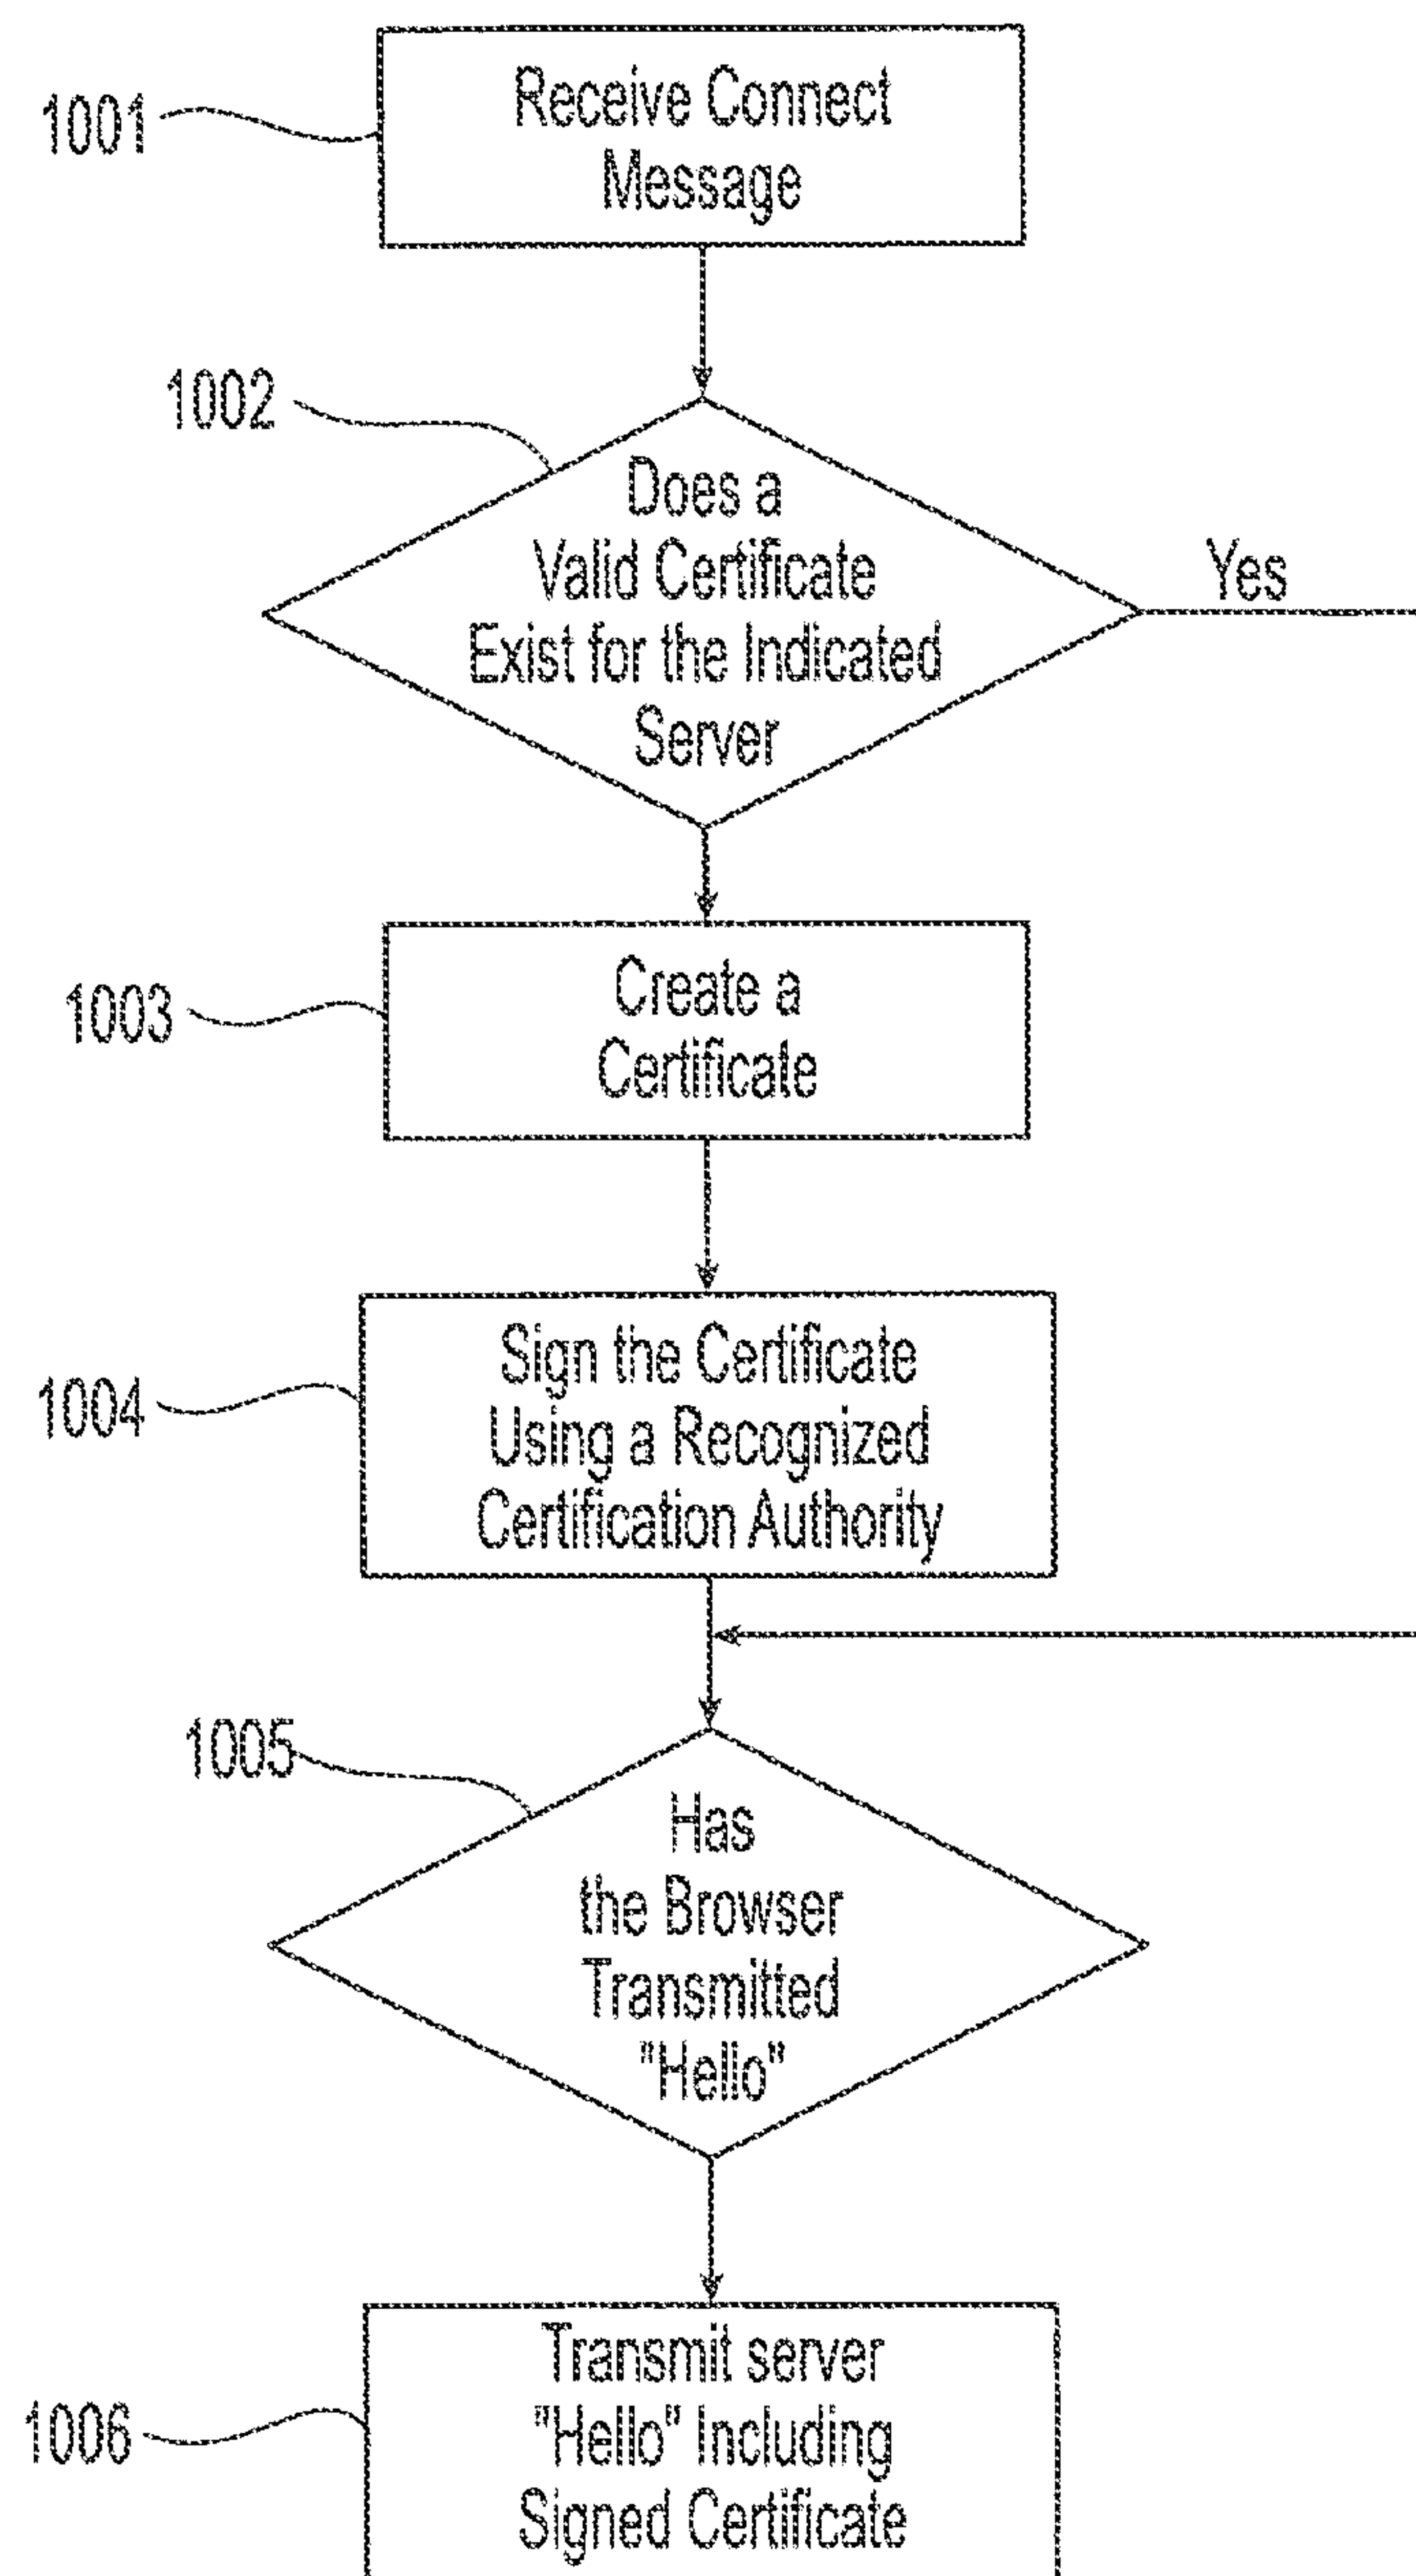 1001
Receive Connect
Message
1002
Does a
Valid Certificate
Exist for the Indicated
Server
Yes
1003
Create a
Certificate
1004
Sign the Certificate
Using a Recognized
Certification Authority
1005
Has
the Browser
Transmitted
"Hello"
1006
Transmit server
"Hello" Including
Signed Certificate